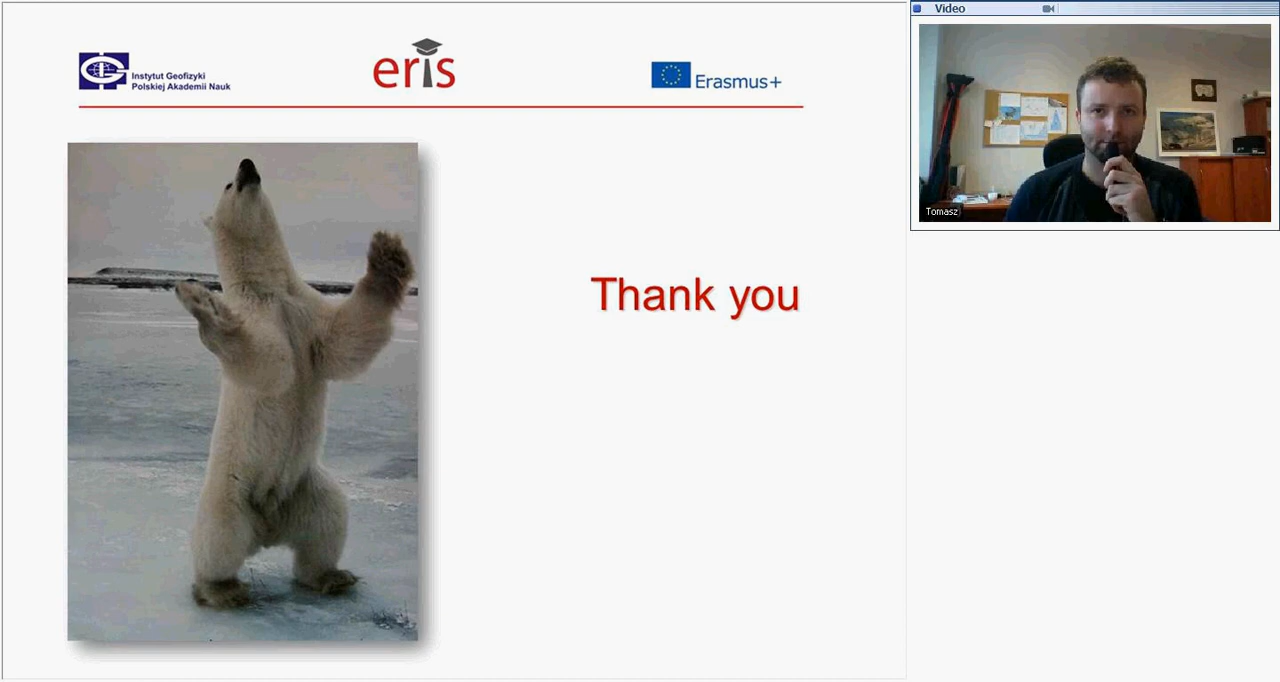 Instytut Geofizyki
Polskiej Akademii Nauk
eris
Erasmus+
Thank you
Video
Tomasz